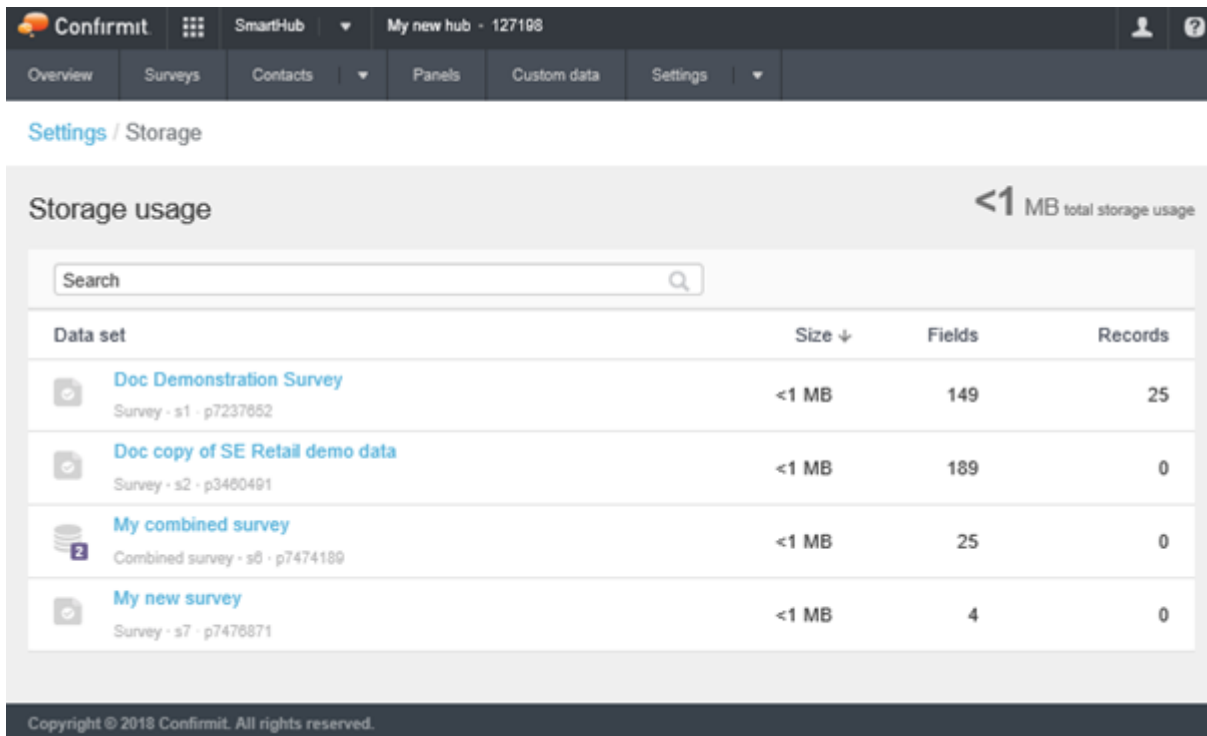 Confirmit. SmartHub My new hub - 127198
Overview Surveys Contacts Panels Custom data Settings
Settings / Storage
Storage usage <1 MB total storage usage
Search
Data set Size ↓ Fields Records
Doc Demonstration Survey
Survey - s1 - p7237652
<1 MB 149 25
Doc copy of SE Retail demo data
Survey - s2 - p3460491
<1 MB 189 0
My combined survey
2
Combined survey - s6 - p7474189
<1 MB 25 0
My new survey
Survey - s7 - p7476871
<1 MB 4 0
Copyright © 2018 Confirmit. All rights reserved.